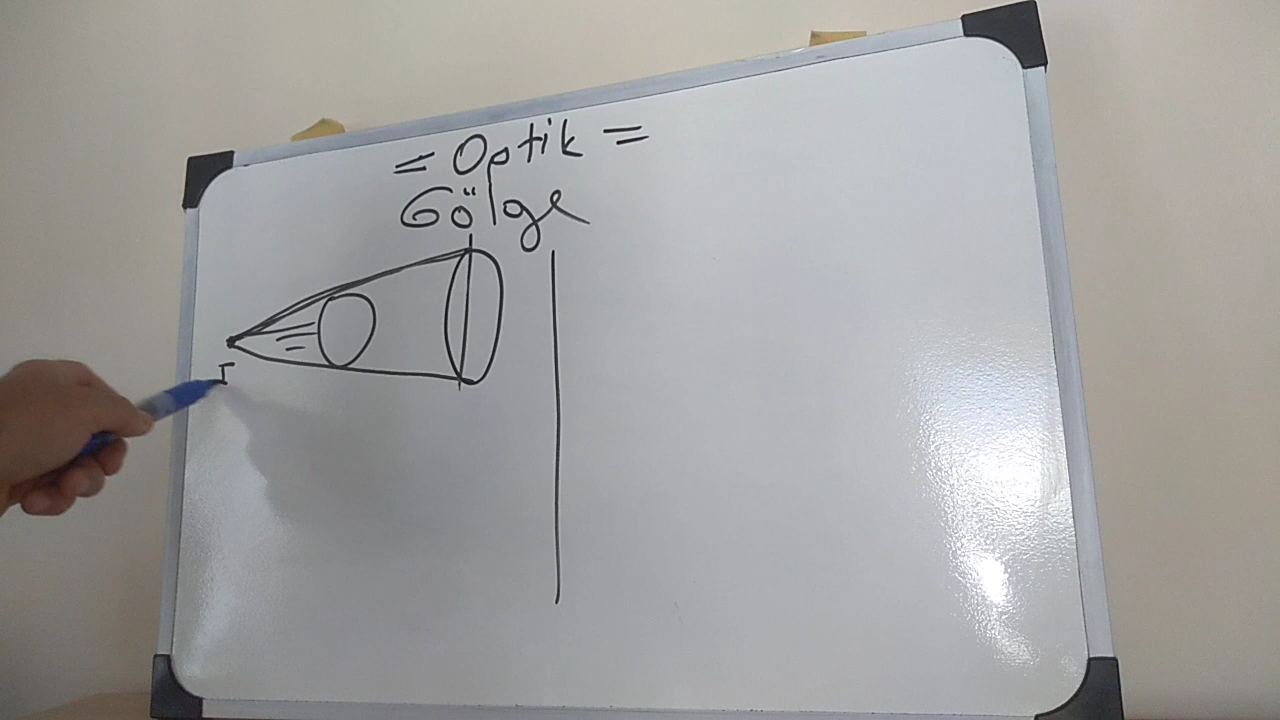 = Optik =
Gölge
I